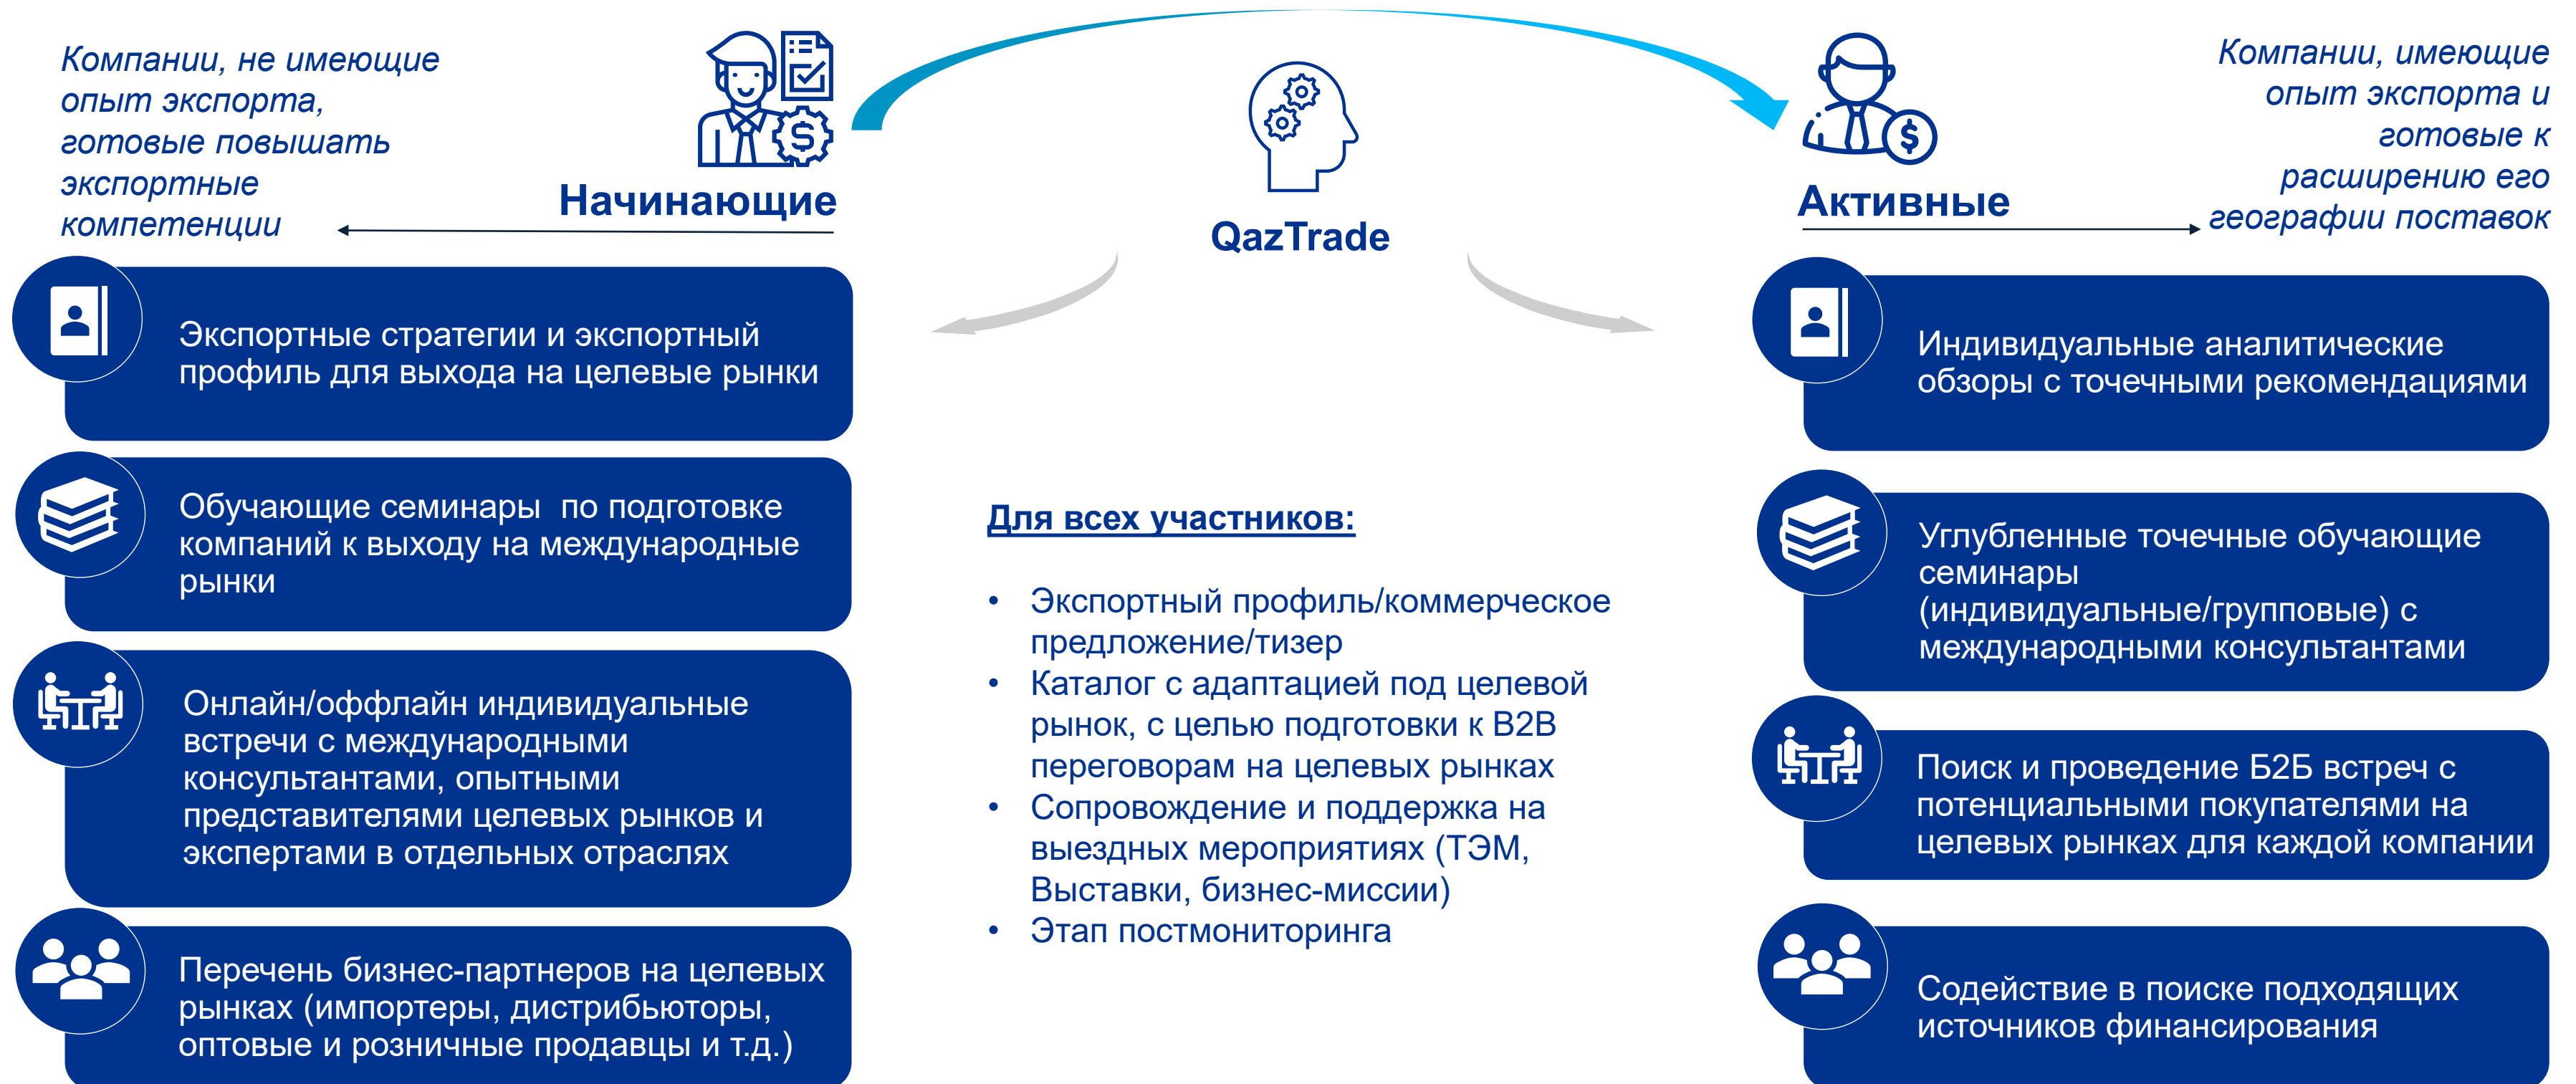 Компании, не имеющие
опыт экспорта,
готовые повышать
экспортные
компетенции
Начинающие
QazTrade
Активные
Компании, имеющие
опыт экспорта и
готовые к
расширению его
географии поставок
Экспортные стратегии и экспортный
профиль для выхода на целевые рынки
Обучающие семинары по подготовке
компаний к выходу на международные
рынки
Онлайн/оффлайн индивидуальные
встречи с международными
консультантами, опытными
представителями целевых рынков и
экспертами в отдельных отраслях
Перечень бизнес-партнеров на целевых
рынках (импортеры, дистрибьюторы,
оптовые и розничные продавцы и т.д.)
Для всех участников:
• Экспортный профиль/коммерческое
предложение/тизер
• Каталог с адаптацией под целевой
рынок, с целью подготовки к B2B
переговорам на целевых рынках
• Сопровождение и поддержка на
выездных мероприятиях (ТЭМ,
Выставки, бизнес-миссии)
• Этап постмониторинга
Индивидуальные аналитические
обзоры с точечными рекомендациями
Углубленные точечные обучающие
семинары
(индивидуальные/групповые) с
международными консультантами
Поиск и проведение Б2Б встреч с
потенциальными покупателями на
целевых рынках для каждой компании
Содействие в поиске подходящих
источников финансирования